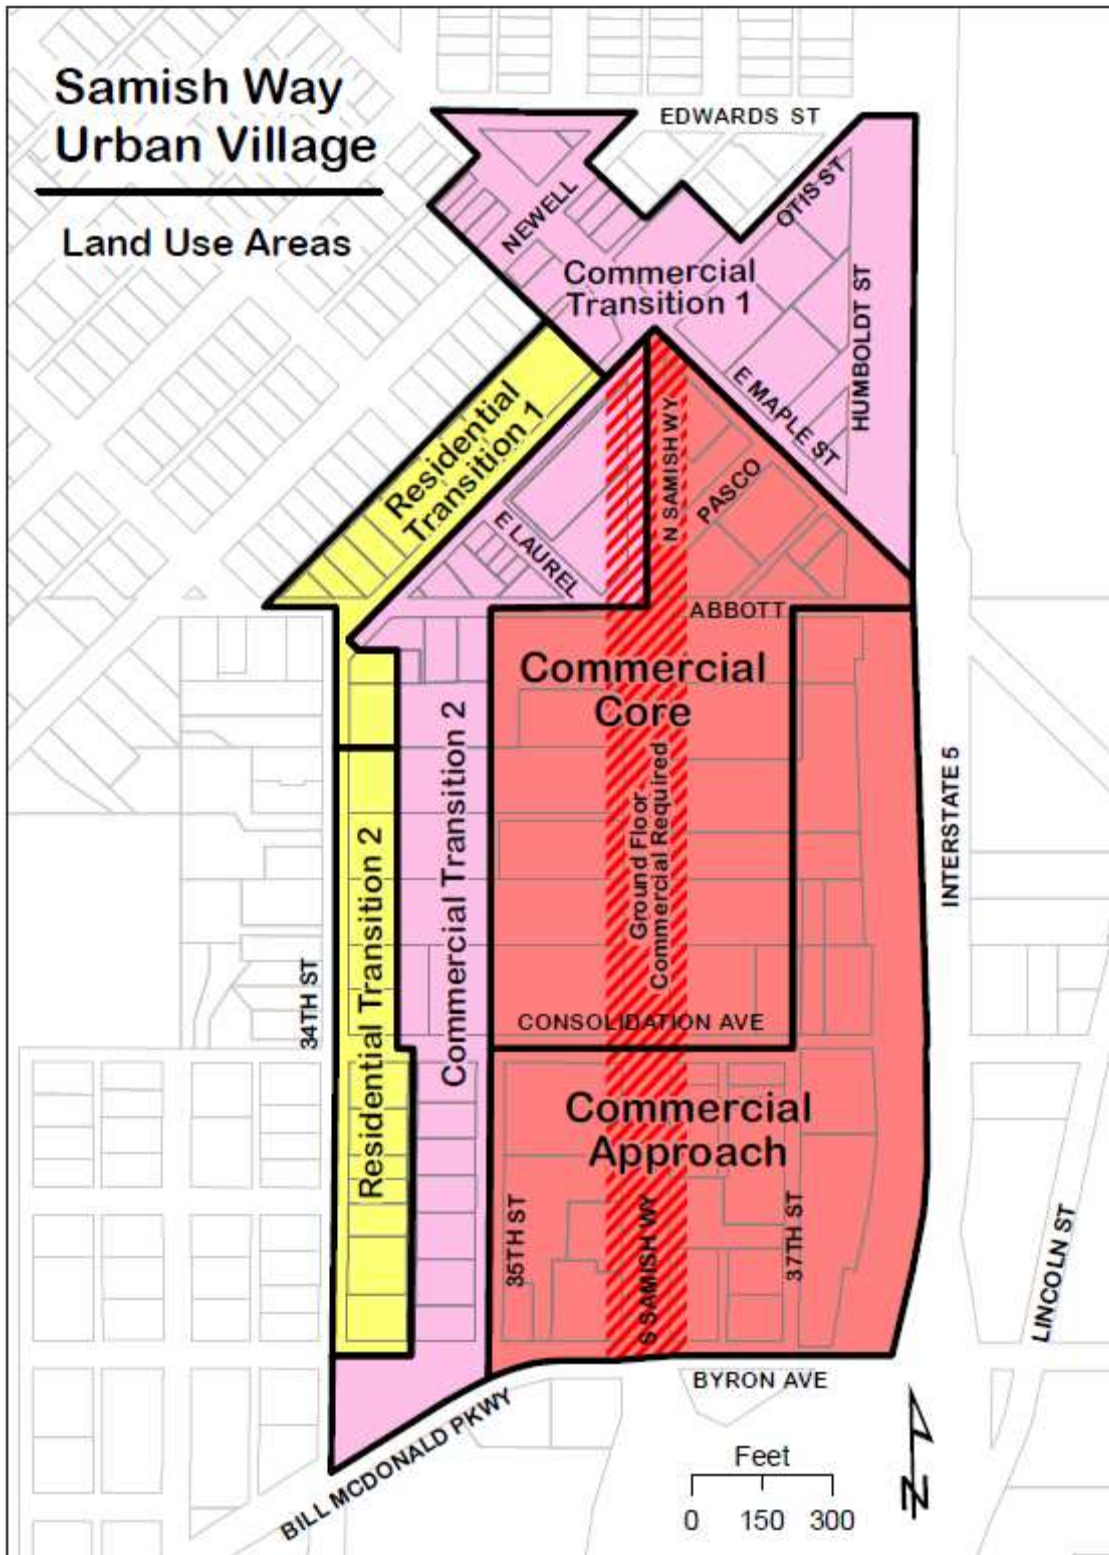 Samish Way
Urban Village
Land Use Areas
EDWARDS ST
OTIS ST
NEWELL
Commercial
Transition 1
HUMBOLDT ST
E MAPLE ST
Residential
Transition 1
N SAMISH WY
PASCO
E LAUREL
ABBOTT
Commercial
Core
Ground Floor
Commercial Required
Commercial Transition 2
Residential Transition 2
INTERSTATE 5
34TH ST
CONSOLIDATION AVE
Commercial
Approach
35TH ST
S SAMISH WY
37TH ST
LINCOLN ST
BYRON AVE
BILL MCDONALD PKWY
Feet
0 150 300
N